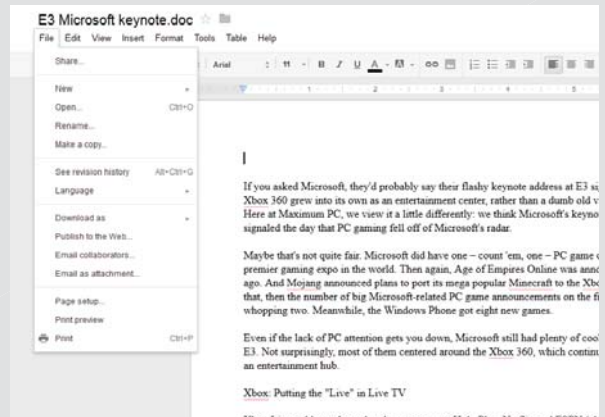 E3 Microsoft keynote.doc
File Edit View Insert Format Tools Table Help
Share...
Arial 11 B I U A
New
Open... Ctrl+O
Rename...
Make a copy...
See revision history Alt+Ctrl+G
Language
Download as
Publish to the Web...
Email collaborators...
Email as attachment...
Page setup...
Print preview
Print Ctrl+P
1 2 3 4 5
If you asked Microsoft, they'd probably say their flashy keynote address at E3
Xbox 360 grew into its own as an entertainment center, rather than a dumb old v
Here at Maximum PC, we view it a little differently: we think Microsoft's keyno
signaled the day that PC gaming fell off of Microsoft's radar.
Maybe that's not quite fair. Microsoft did have one – count 'em, one – PC game
premier gaming expo in the world. Then again, Age of Empires Online was anno
ago. And Mojang announced plans to port its mega popular Minecraft to the Xbo
that, then the number of big Microsoft-related PC game announcements on the
whopping two. Meanwhile, the Windows Phone got eight new games.
Even if the lack of PC attention gets you down, Microsoft still had plenty of coo
E3. Not surprisingly, most of them centered around the Xbox 360, which continu
an entertainment hub.
Xbox: Putting the "Live" in Live TV